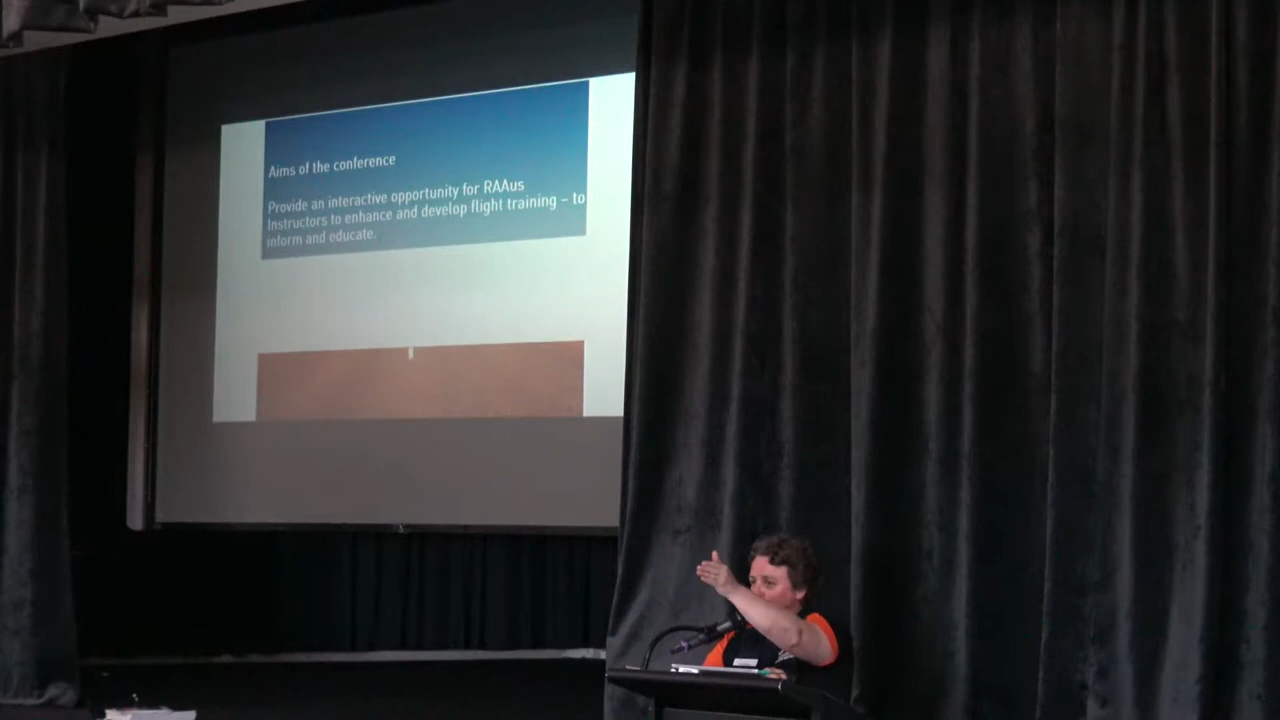 Aims of the conference
Provide an interactive opportunity for RAAus
Instructors to enhance and develop flight training – to
inform and educate.